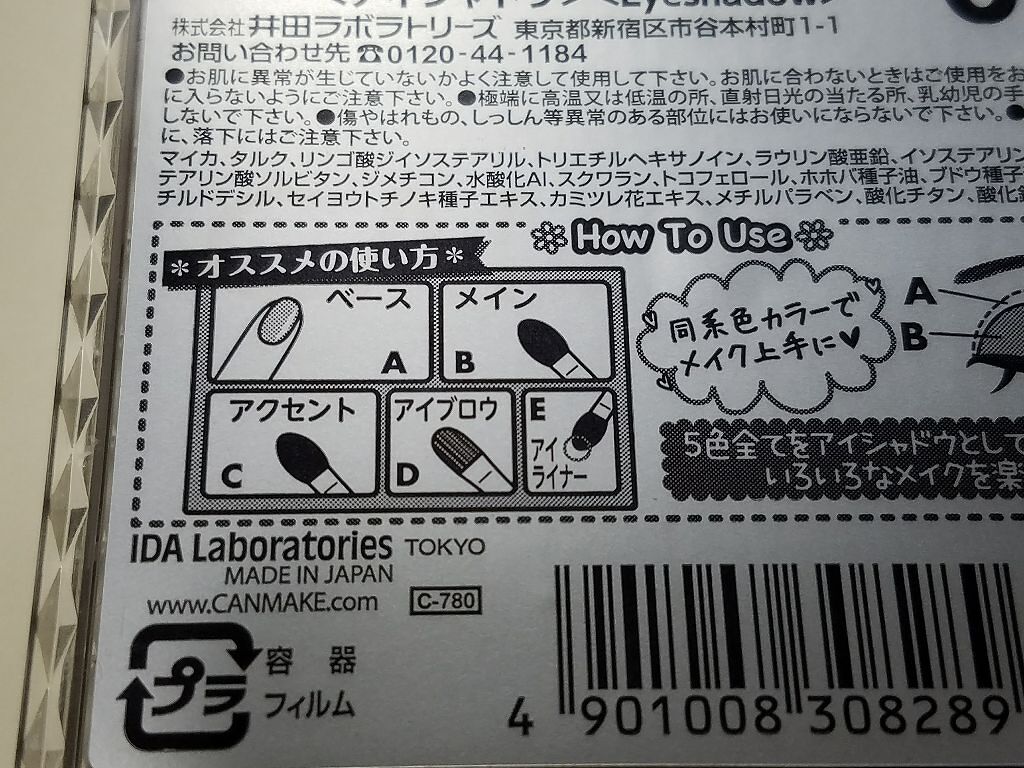 <アイシャドウ><Eyeshadow>
株式会社 井田ラボラトリーズ 東京都新宿区市谷本村町1-1
お問い合わせ先☎0120-44-1184
●お肌に異常が生じていないかよく注意して使用して下さい。お肌に合わないときはご使用をお
に入らないようにご注意下さい。●極端に高温又は低温の所、直射日光の当たる所、乳幼児の手
しないで下さい。●傷やはれもの、しっしん等異常のある部位にはお使いにならないで下さい。●
に、落下にはご注意下さい。
マイカ、タルク、リンゴ酸ジイソステアリル、トリエチルヘキサノイン、ラウリン酸亜鉛、イソステアリン
テアリン酸ソルビタン、ジメチコン、水酸化Al、スクワラン、トコフェロール、ホホバ種子油、ブドウ種子
チルドデシル、セイヨウトチノキ種子エキス、カミツレ花エキス、メチルパラベン、酸化チタン、酸化
How To Use
*オススメの使い方*
ベース
A
メイン
B
アクセント
C
アイブロウ
D
E
アイ
ライナー
同系色カラーで
メイク上手に♥
A
B
5色全てをアイシャドウとして
いろいろなメイクを楽
IDA Laboratories TOKYO
MADE IN JAPAN
www.CANMAKE.com C-780
プラ
容器
フィルム
4 901008 308289